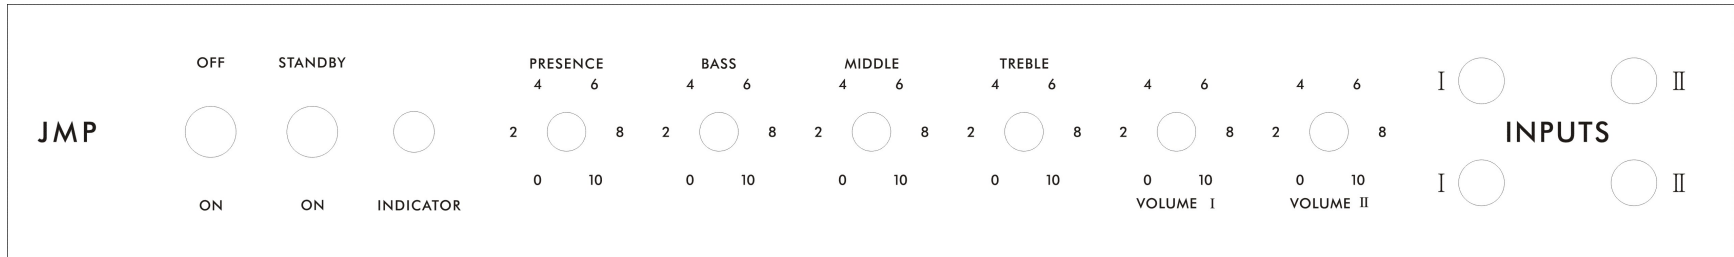 OFF STANDBY PRESENCE BASS MIDDLE TREBLE
4 6 4 6 4 6 4 6 4 6 4 6 I II
JMP 2 8 2 8 2 8 2 8 2 8 2 8 INPUTS
0 10 0 10 0 10 0 10 0 10 0 10 I II
ON ON INDICATOR VOLUME I VOLUME II